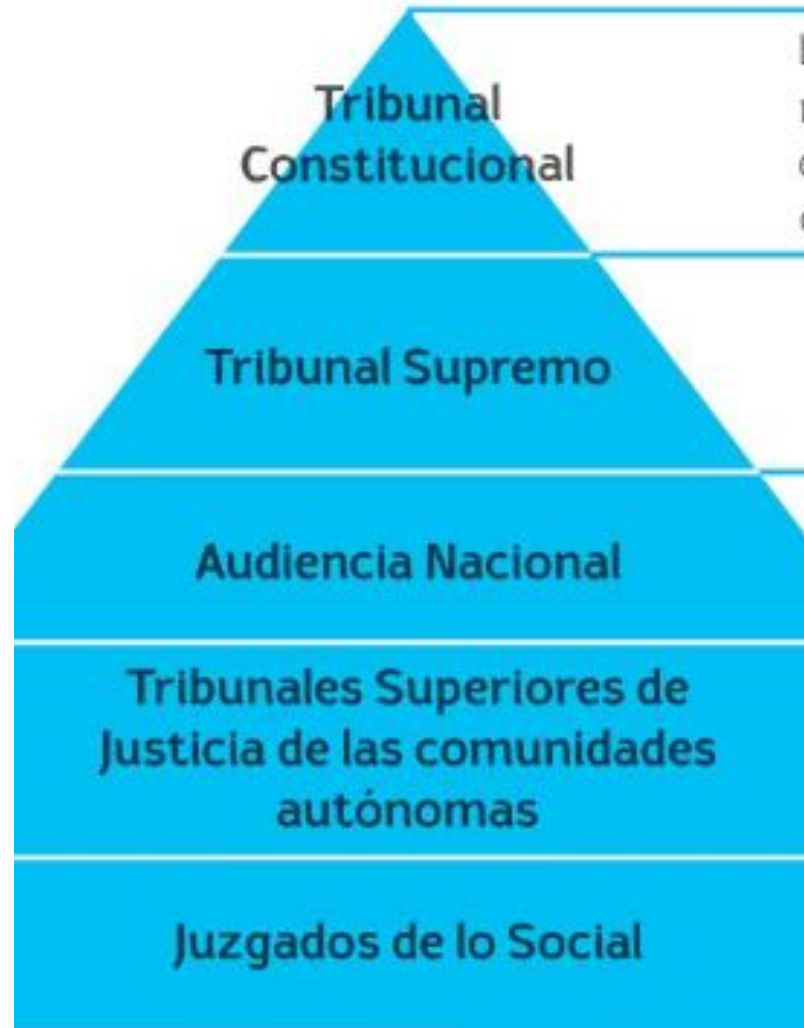 Tribunal
Constitucional
Tribunal Supremo
Audiencia Nacional
Tribunales Superiores de
Justicia de las comunidades
autónomas
Juzgados de lo Social